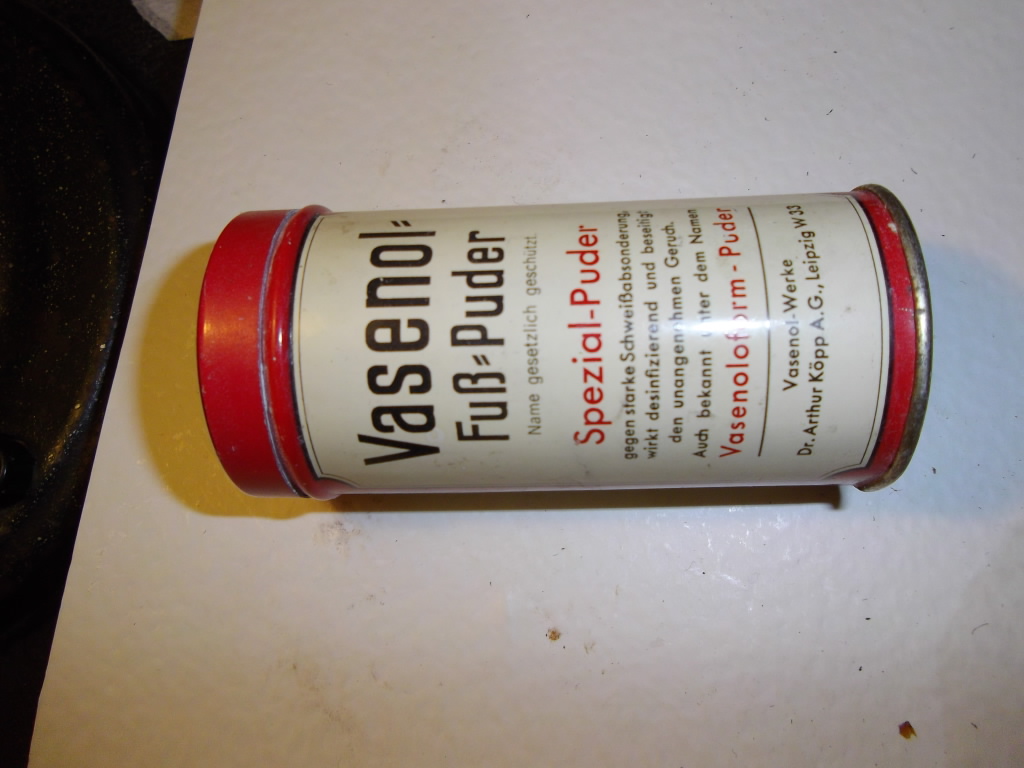 Vasenol=
Fuß=Puder
Name gesetzlich geschützt.
Spezial-Puder
gegen starke Schweißabsonderung,
wirkt desinfizierend und beseitigt
den unangenehmen Geruch.
Auch bekannt unter dem Namen
Vasenoloform-Puder
Vasenol-Werke
Dr. Arthur Köpp A.G., Leipzig W 33